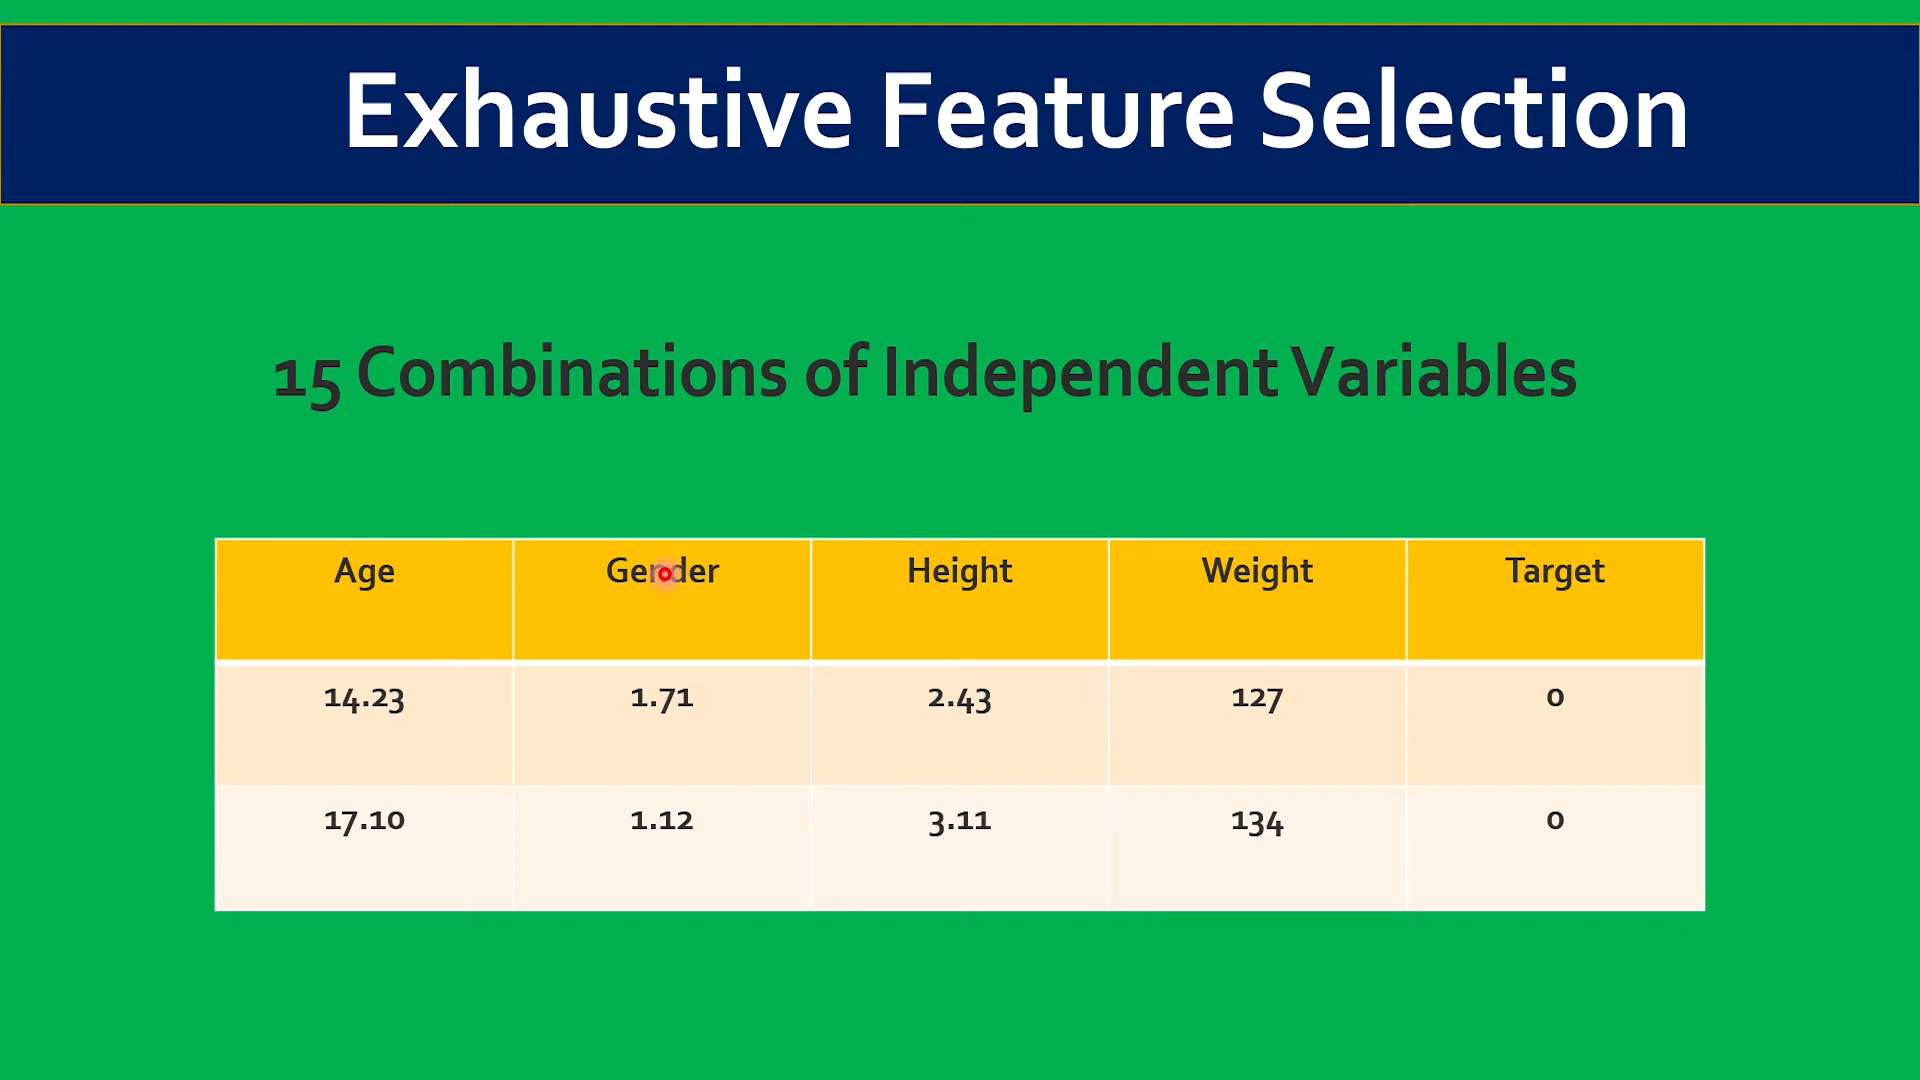 Exhaustive Feature Selection
15 Combinations of Independent Variables
Age Gender Height Weight Target
14.23 1.71 2.43 127 0
17.10 1.12 3.11 134 0